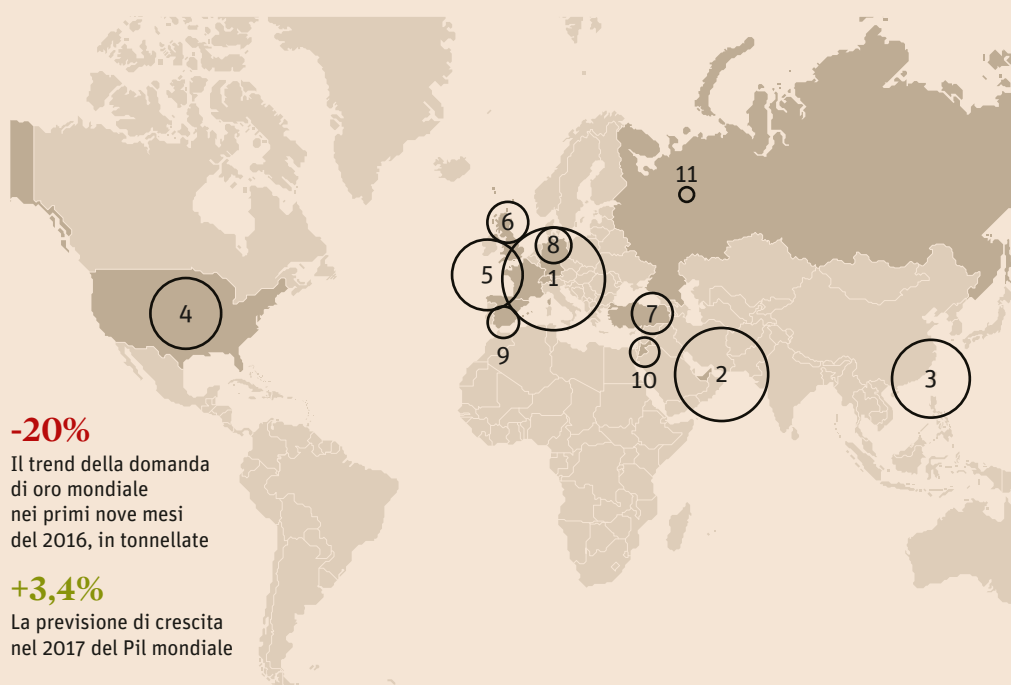 11
6
8
5
1
4
7
9
10
2
3
-20%
Il trend della domanda
di oro mondiale
nei primi nove mesi
del 2016, in tonnellate
+3,4%
La previsione di crescita
nel 2017 del Pil mondiale